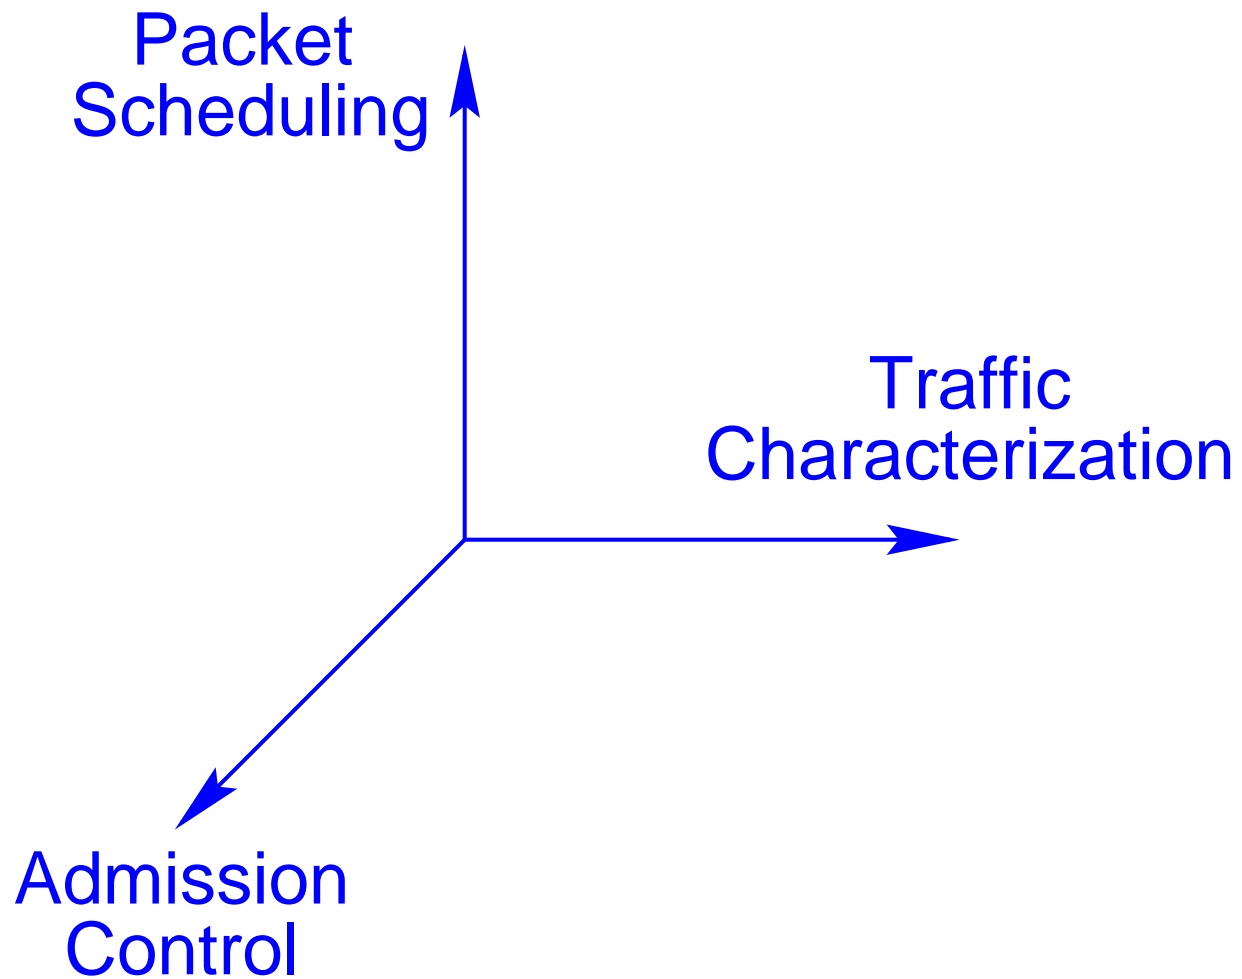 Packet
Scheduling
Traffic
Characterization
Admission
Control